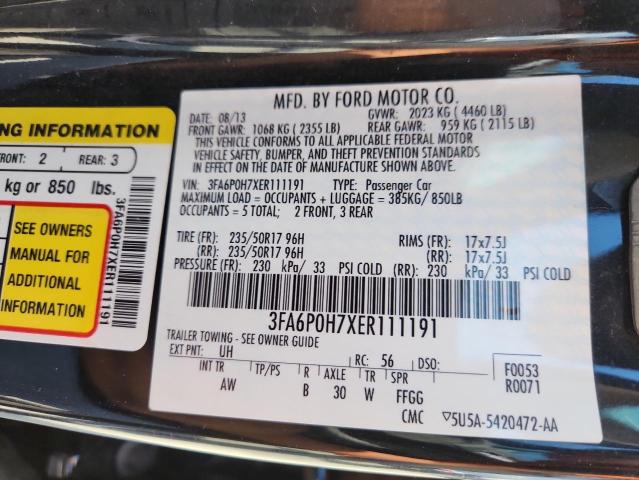 NG INFORMATION
FRONT: 2 REAR: 3
kg or 850 lbs.
SEE OWNERS
MANUAL FOR
ADDITIONAL
INFORMATION
3FA6P0H7XER111191
MFD. BY FORD MOTOR CO.
DATE: 08/13 GVWR: 2023 KG ( 4460 LB)
FRONT GAWR: 1068 KG ( 2355 LB) REAR GAWR: 959 KG ( 2115 LB)
THIS VEHICLE CONFORMS TO ALL APPLICABLE FEDERAL MOTOR
VEHICLE SAFETY, BUMPER, AND THEFT PREVENTION STANDARDS
IN EFFECT ON THE DATE OF MANUFACTURE SHOWN ABOVE.
VIN: 3FA6P0H7XER111191 TYPE: Passenger Car
MAXIMUM LOAD = OCCUPANTS + LUGGAGE = 385KG/ 850LB
OCCUPANTS = 5 TOTAL; 2 FRONT, 3 REAR
TIRE (FR): 235/50R17 96H RIMS (FR): 17x7.5J
(RR): 235/50R17 96H (RR): 17x7.5J
PRESSURE (FR): 230 kPa/ 33 PSI COLD (RR): 230 kPa/ 33 PSI COLD
3FA6P0H7XER111191
TRAILER TOWING - SEE OWNER GUIDE
EXT PNT: UH RC: 56 DSO: F0053
INT TR TP/PS R AXLE TR SPR R0071
AW B 30 W FFGG
CMC ▽5U5A-5420472-AA